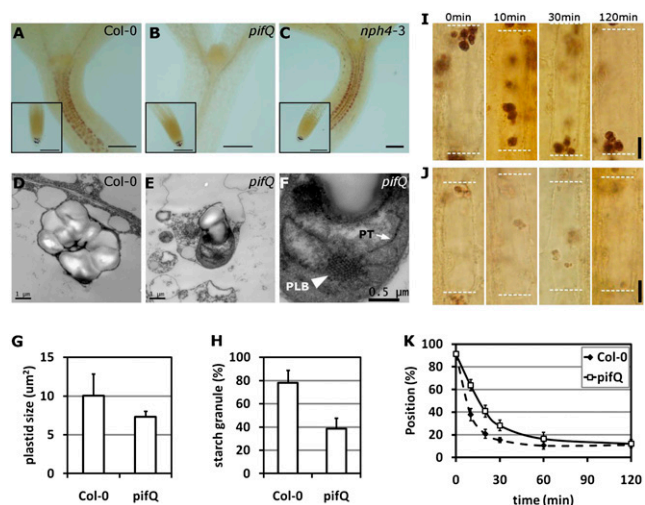 A Col-0
B pifQ
C nph4-3
I 0min 10min 30min 120min
J
D Col-0
1 µm
E pifQ
F pifQ
PT
PLB
0.5 µm
G
plastid size (um²)
15
10
5
0
Col-0 pifQ
H
starch granule (%)
100
80
60
40
20
0
Col-0 pifQ
K
Position (%)
100
80
60
40
20
0
Col-0
pifQ
0 30 60 90 120
time (min)